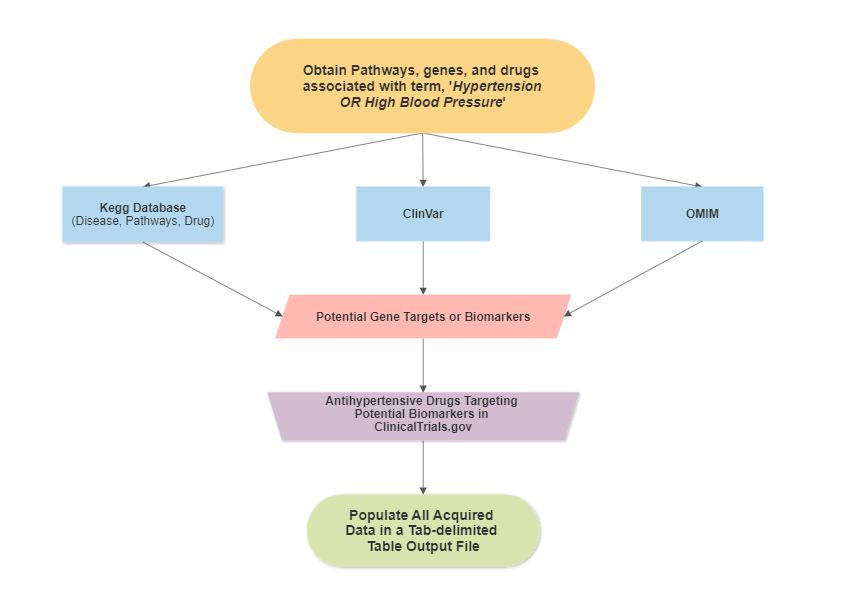 Obtain Pathways, genes, and drugs
associated with term, 'Hypertension
OR High Blood Pressure'
Kegg Database
(Disease, Pathways, Drug)
ClinVar
OMIM
Potential Gene Targets or Biomarkers
Antihypertensive Drugs Targeting
Potential Biomarkers in
ClinicalTrials.gov
Populate All Acquired
Data in a Tab-delimited
Table Output File